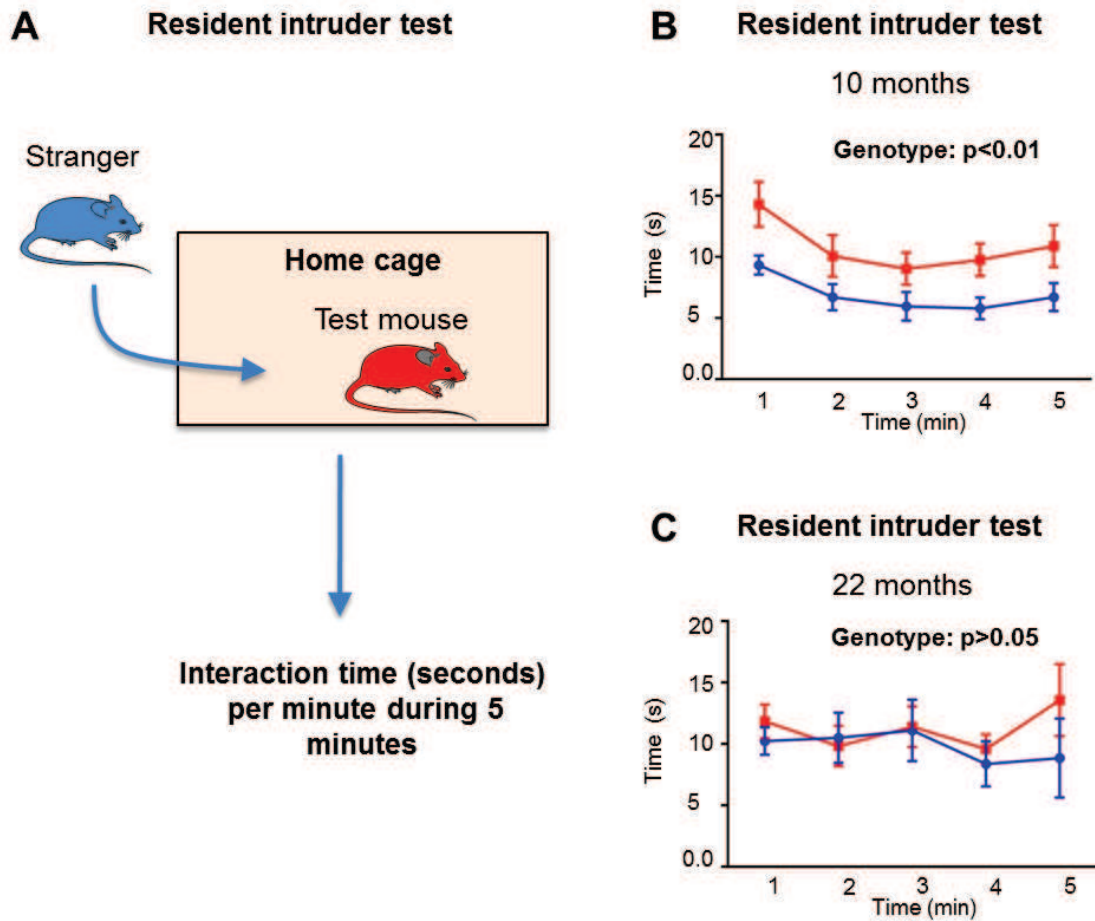 A Resident intruder test
Stranger
Home cage
Test mouse
Interaction time (seconds)
per minute during 5
minutes
B Resident intruder test
10 months
Genotype: p<0.01
20
15
10
5
0.0
Time (s)
1 2 3 4 5
Time (min)
C Resident intruder test
22 months
Genotype: p>0.05
20
15
10
5
0.0
Time (s)
1 2 3 4 5
Time (min)